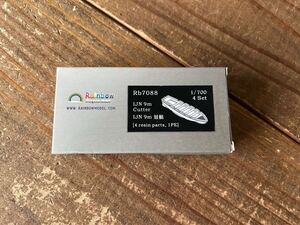 Rainbow
WWW.RAINBOWMODEL.COM
Rb7088
1/700
4 Set
IJN 9m
Cutter
IJN 9m 短艇
[4 resin parts, 1PE]